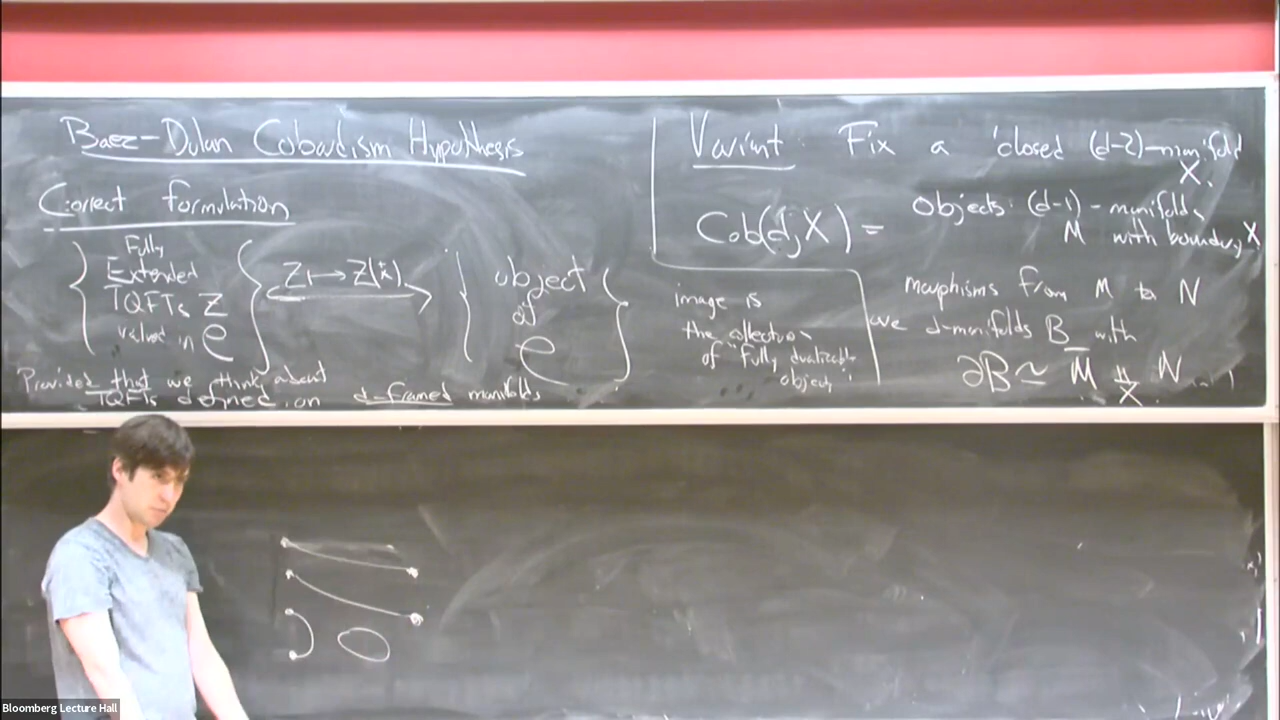 Baez-Dolan Cobordism Hypothesis
Correct formulation
Fully
Extended
TQFTs Z
valued in C
Z ↦ Z(*)
object
of
C
Provided that we think about
TQFTs defined on d-framed manifolds
image is
the collection
of "fully dualizable
objects"
Variant: Fix a closed (d-2)-manifold
X.
Cob(d,X) =
Objects: (d-1)-manifolds
M with boundary X
morphisms from M to N
are d-manifolds B with
∂B ≃ M ⨿_X N
Bloomberg Lecture Hall